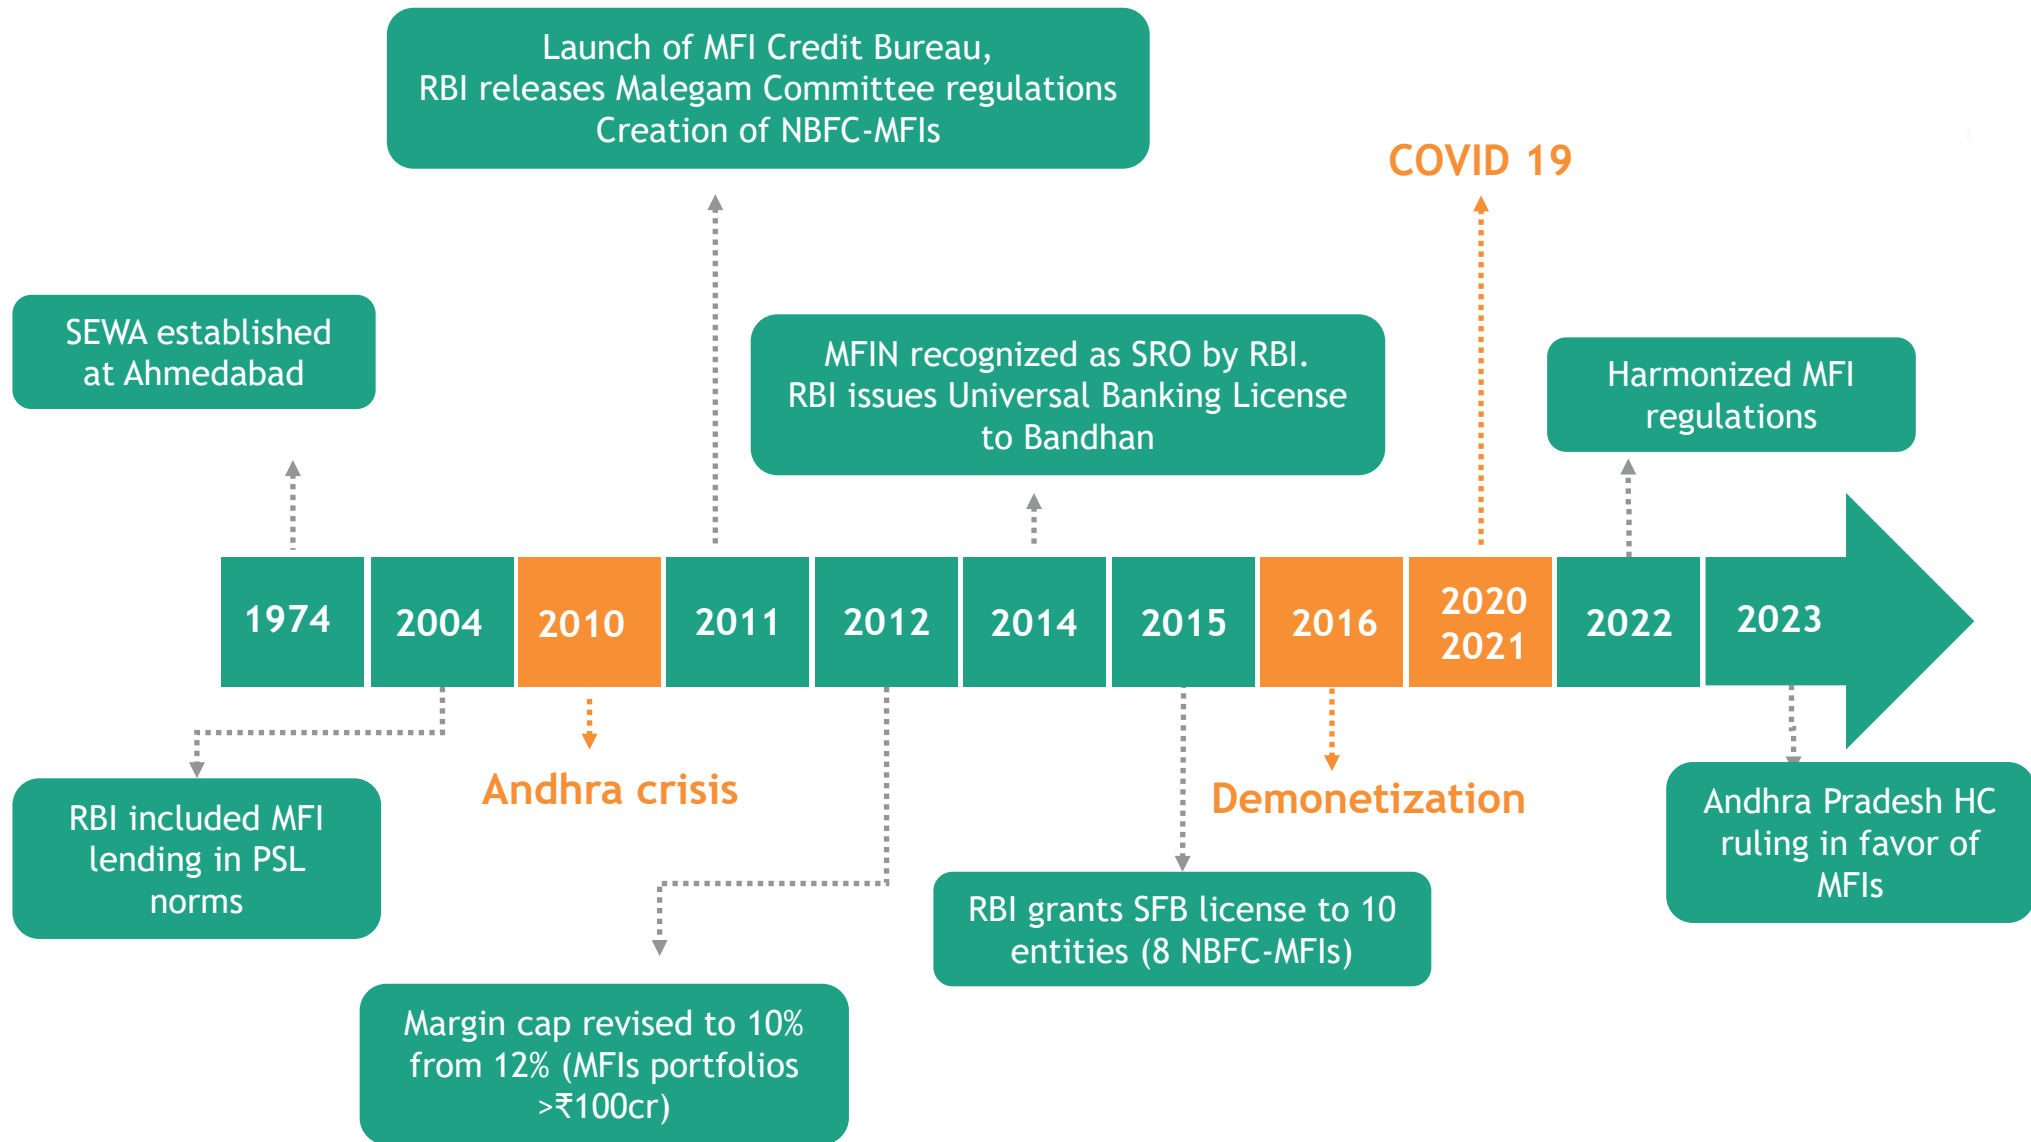 Launch of MFI Credit Bureau,
RBI releases Malegam Committee regulations
Creation of NBFC-MFIs
COVID 19
SEWA established
at Ahmedabad
MFIN recognized as SRO by RBI.
RBI issues Universal Banking License
to Bandhan
Harmonized MFI
regulations
1974
2004
2010
2011
2012
2014
2015
2016
2020
2021
2022
2023
RBI included MFI
lending in PSL
norms
Andhra crisis
Demonetization
Andhra Pradesh HC
ruling in favor of
MFIs
RBI grants SFB license to 10
entities (8 NBFC-MFIs)
Margin cap revised to 10%
from 12% (MFIs portfolios
>₹100cr)